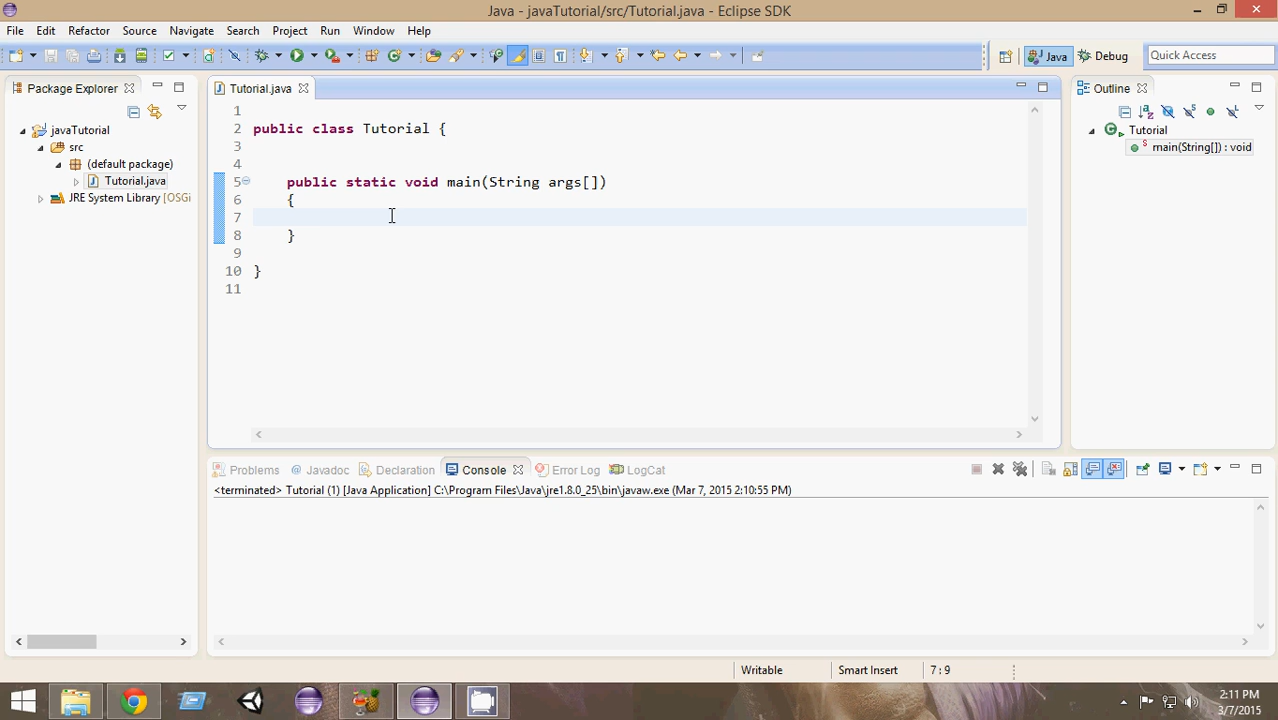 Java - javaTutorial/src/Tutorial.java - Eclipse SDK
File Edit Refactor Source Navigate Search Project Run Window Help
Java Debug Quick Access
Package Explorer
javaTutorial
src
(default package)
Tutorial.java
JRE System Library [OSGi
Tutorial.java
1
2 public class Tutorial {
3
4
5 public static void main(String args[])
6 {
7
8 }
9
10 }
11
Outline
Tutorial
main(String[]) : void
Problems @ Javadoc Declaration Console Error Log LogCat
<terminated> Tutorial (1) [Java Application] C:\Program Files\Java\jre1.8.0_25\bin\javaw.exe (Mar 7, 2015 2:10:55 PM)
Writable Smart Insert 7 : 9
2:11 PM
3/7/2015